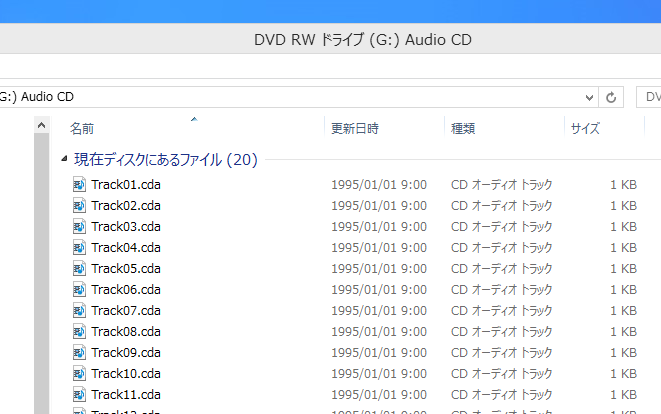 DVD RW ドライブ (G:) Audio CD
G:) Audio CD DV
名前 更新日時 種類 サイズ
現在ディスクにあるファイル (20)
Track01.cda 1995/01/01 9:00 CD オーディオ トラック 1 KB
Track02.cda 1995/01/01 9:00 CD オーディオ トラック 1 KB
Track03.cda 1995/01/01 9:00 CD オーディオ トラック 1 KB
Track04.cda 1995/01/01 9:00 CD オーディオ トラック 1 KB
Track05.cda 1995/01/01 9:00 CD オーディオ トラック 1 KB
Track06.cda 1995/01/01 9:00 CD オーディオ トラック 1 KB
Track07.cda 1995/01/01 9:00 CD オーディオ トラック 1 KB
Track08.cda 1995/01/01 9:00 CD オーディオ トラック 1 KB
Track09.cda 1995/01/01 9:00 CD オーディオ トラック 1 KB
Track10.cda 1995/01/01 9:00 CD オーディオ トラック 1 KB
Track11.cda 1995/01/01 9:00 CD オーディオ トラック 1 KB